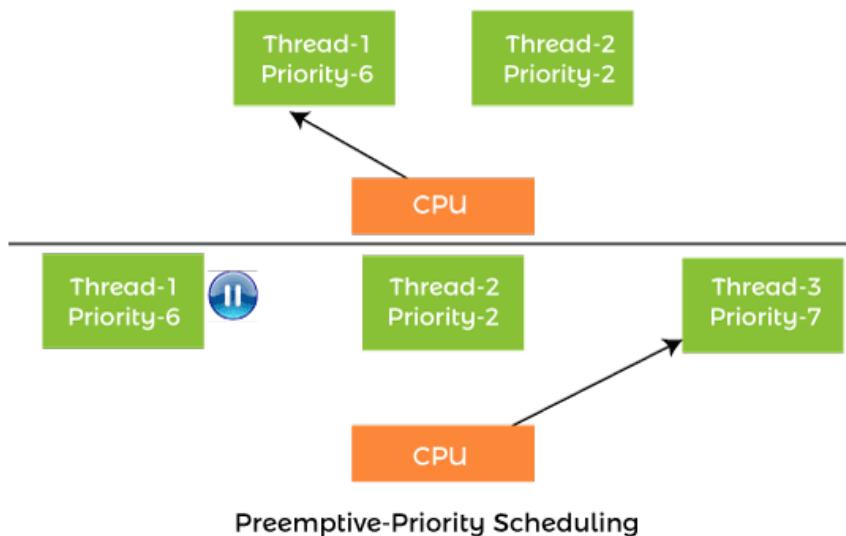 Thread-1
Priority-6
Thread-2
Priority-2
CPU
Thread-1
Priority-6
Thread-2
Priority-2
Thread-3
Priority-7
CPU
Preemptive-Priority Scheduling